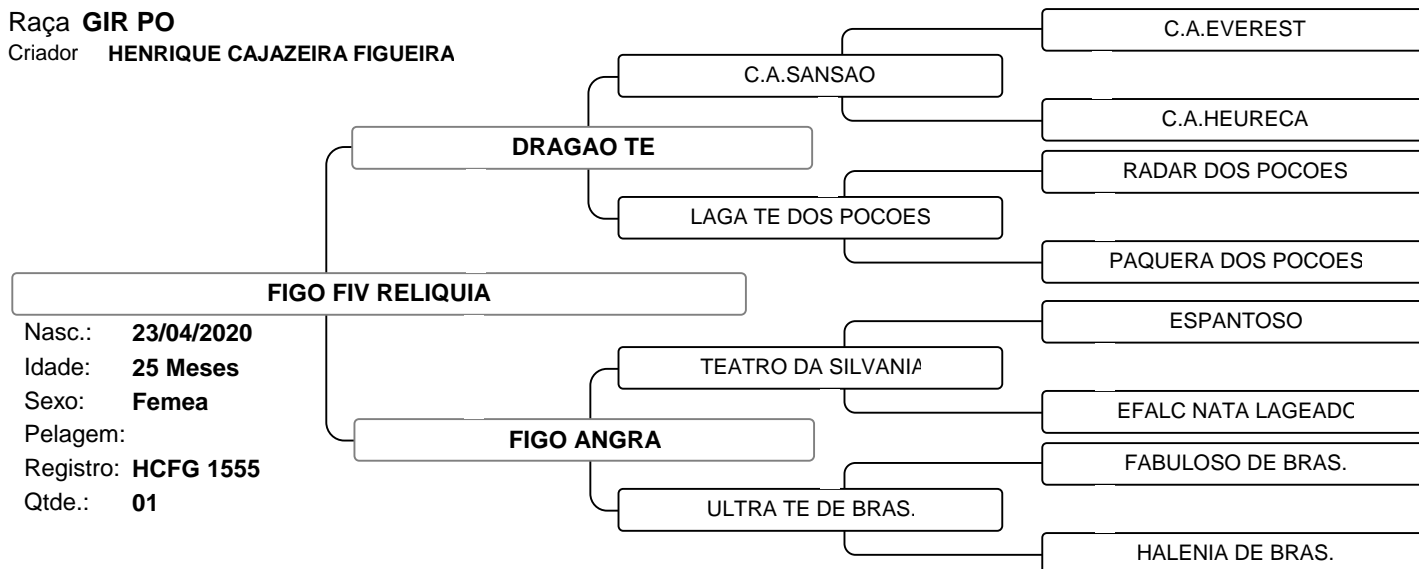 Raça GIR PO
Criador HENRIQUE CAJAZEIRA FIGUEIRA
C.A.EVEREST
C.A.SANSAO
C.A.HEURECA
DRAGAO TE
RADAR DOS POCOES
LAGA TE DOS POCOES
PAQUERA DOS POCOES
FIGO FIV RELIQUIA
Nasc.: 23/04/2020
Idade: 25 Meses
Sexo: Femea
Pelagem:
Registro: HCFG 1555
Qtde.: 01
ESPANTOSO
TEATRO DA SILVANIA
EFALC NATA LAGEADO
FIGO ANGRA
FABULOSO DE BRAS.
ULTRA TE DE BRAS.
HALENIA DE BRAS.